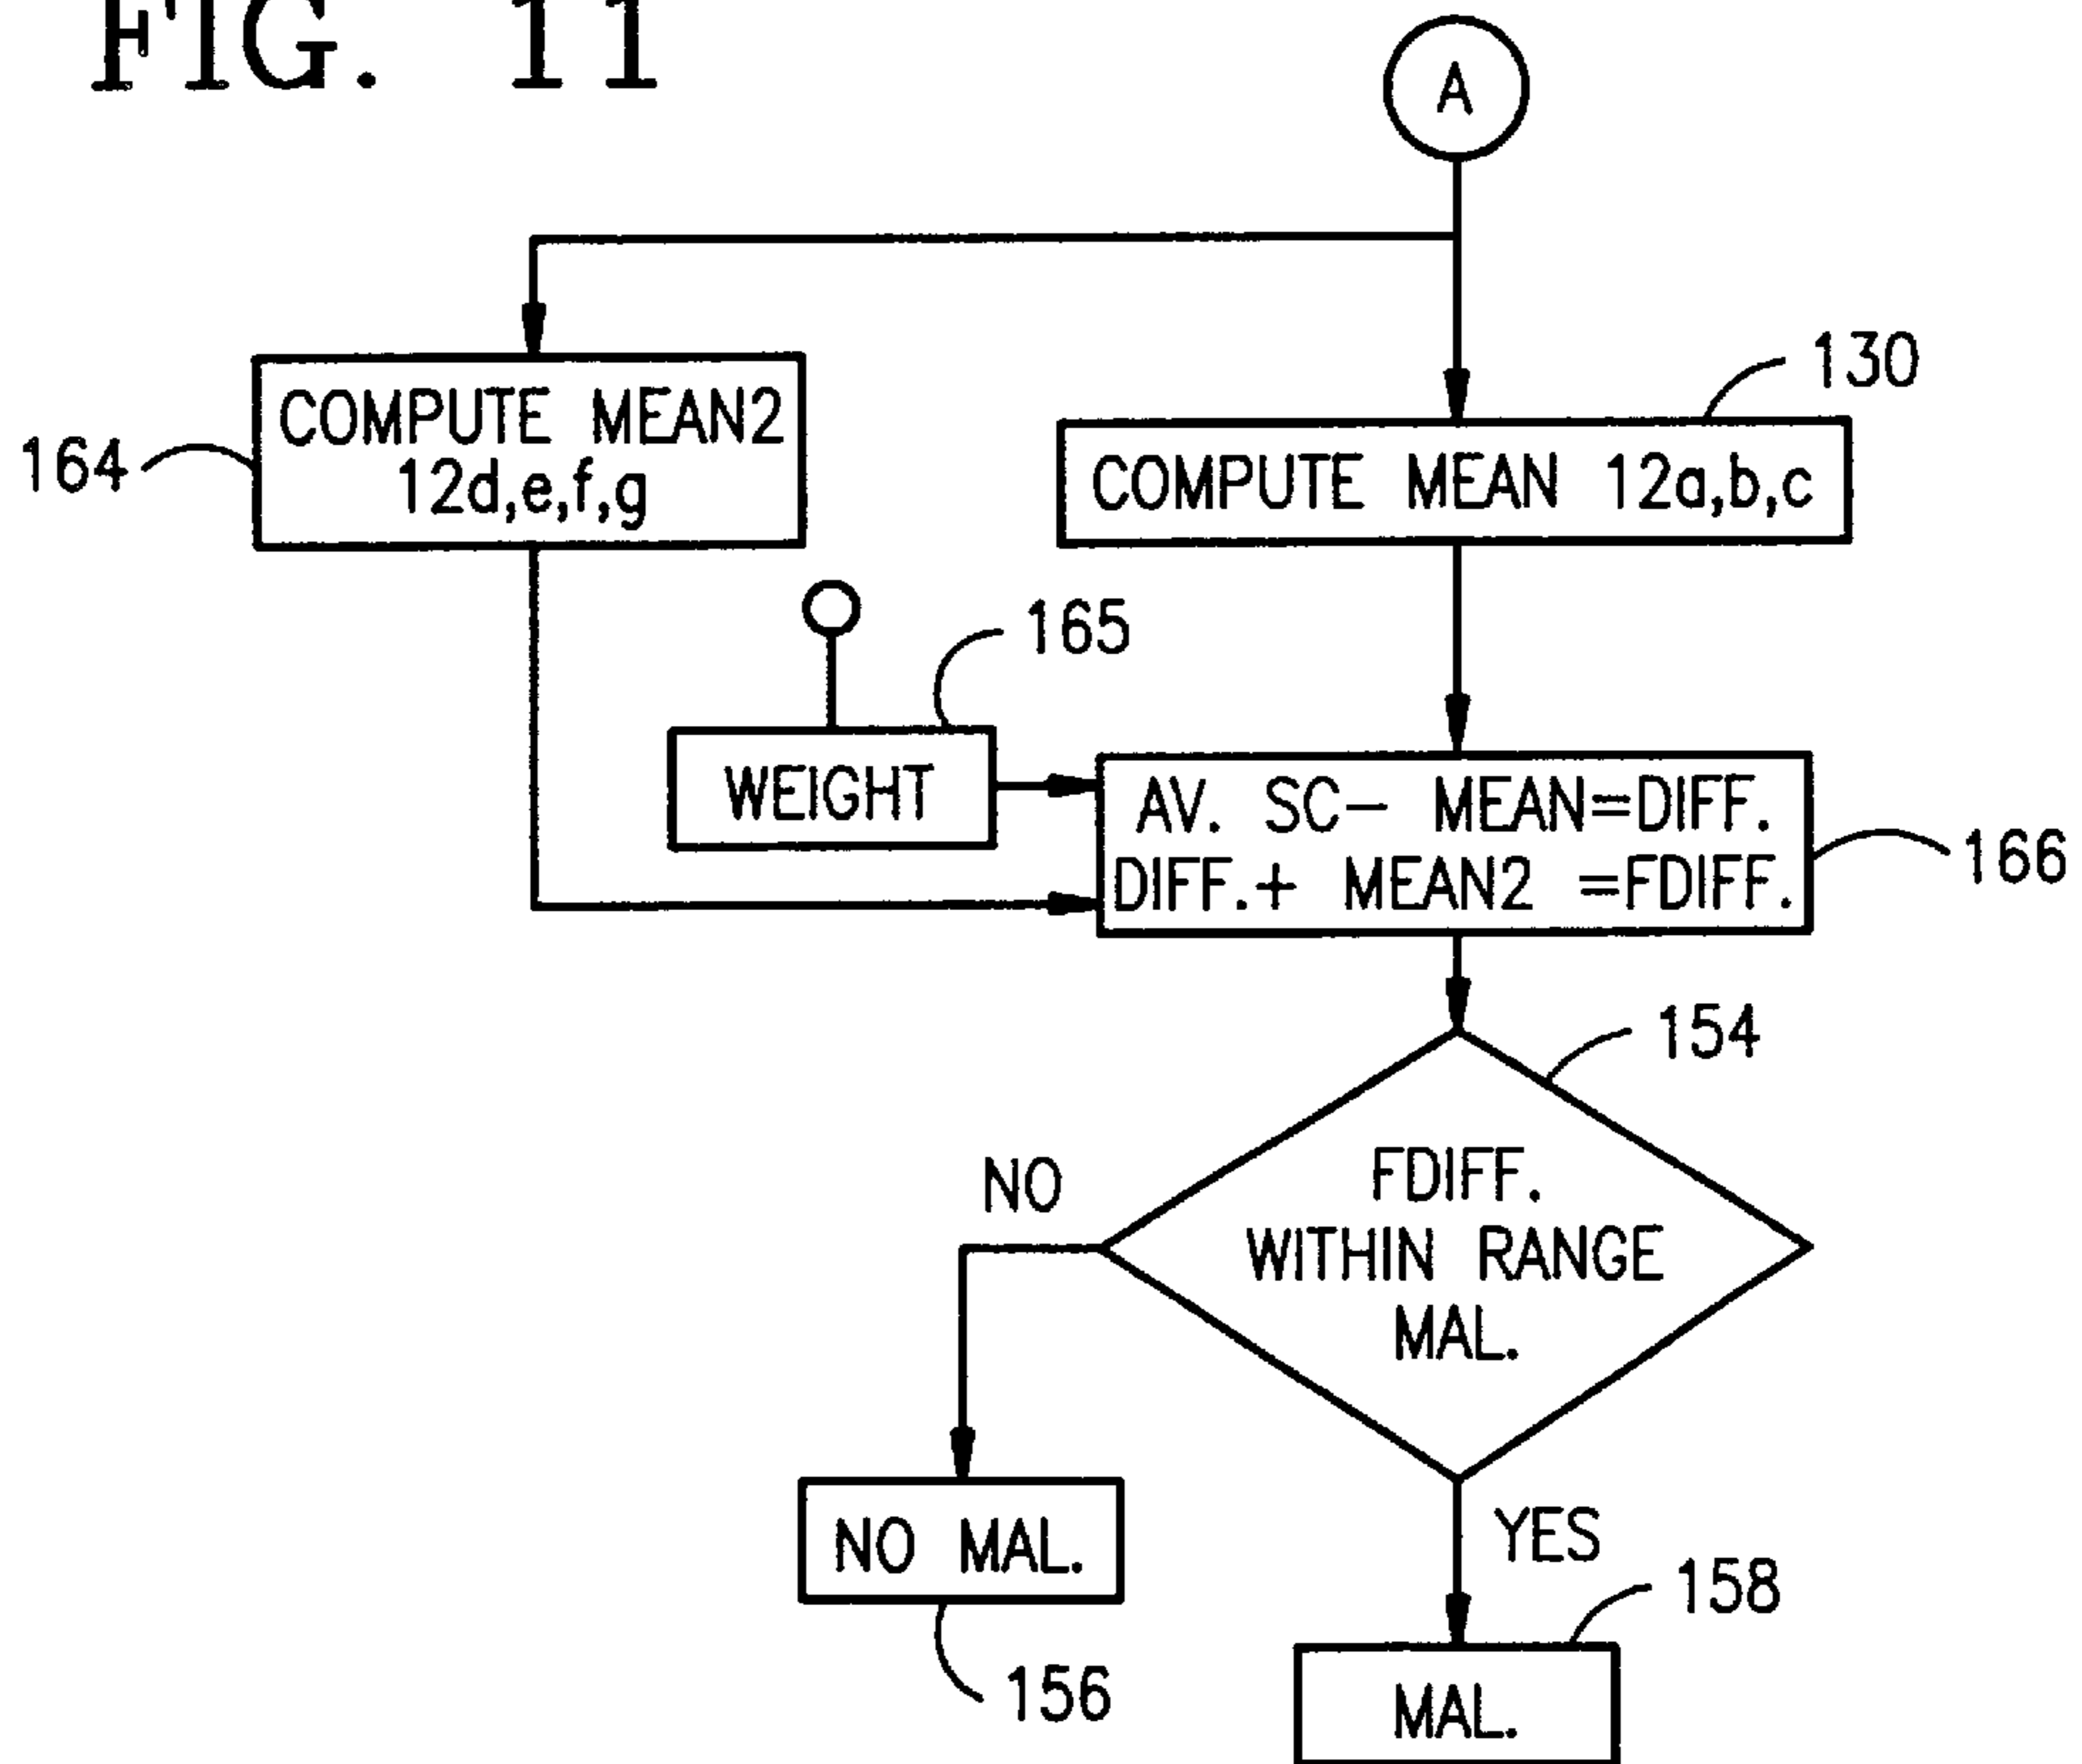 FIG. 11
A
130
COMPUTE MEAN2
12d,e,f,g
164
COMPUTE MEAN 12a,b,c
165
WEIGHT
AV. SC- MEAN=DIFF.
DIFF.+ MEAN2 =FDIFF.
166
154
FDIFF.
WITHIN RANGE
MAL.
NO
NO MAL.
156
YES
158
MAL.